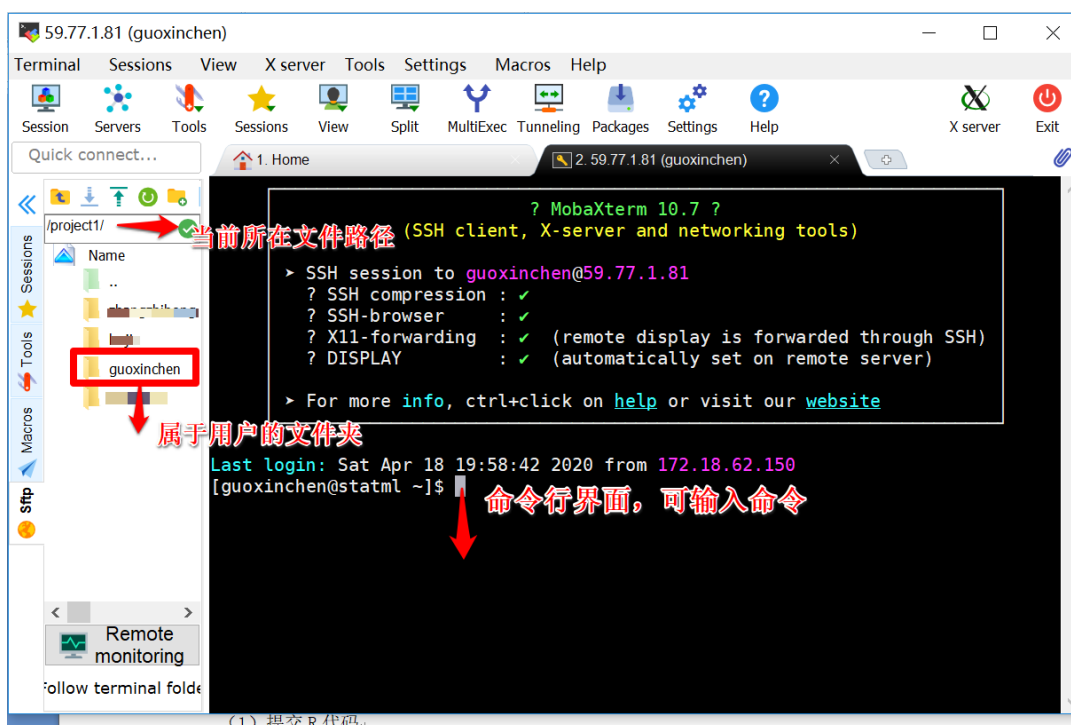 59.77.1.81 (guoxinchen)
Terminal Sessions View X server Tools Settings Macros Help
Session Servers Tools Sessions View Split MultiExec Tunneling Packages Settings Help X server Exit
Quick connect...
1. Home
2. 59.77.1.81 (guoxinchen)
/project1/
当前所在文件路径
Name
..
guoxinchen
属于用户的文件夹
Sessions
Tools
Macros
Sftp
? MobaXterm 10.7 ?
(SSH client, X-server and networking tools)
➤ SSH session to guoxinchen@59.77.1.81
? SSH compression : ✔
? SSH-browser : ✔
? X11-forwarding : ✔ (remote display is forwarded through SSH)
? DISPLAY : ✔ (automatically set on remote server)
➤ For more info, ctrl+click on help or visit our website
Last login: Sat Apr 18 19:58:42 2020 from 172.18.62.150
[guoxinchen@statml ~]$
命令行界面，可输入命令
Remote
monitoring
Follow terminal folde
（1）提交 R 代码